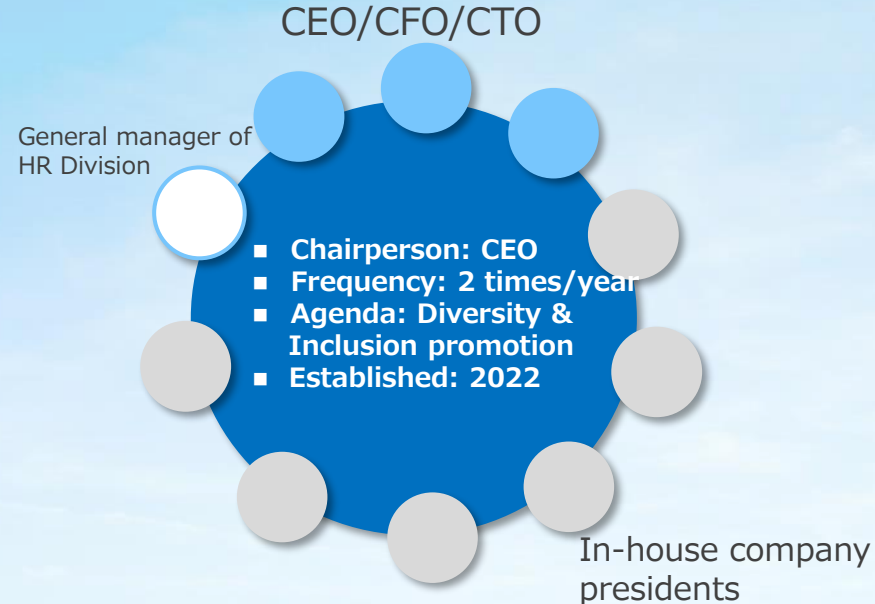 CEO/CFO/CTO
General manager of
HR Division
■ Chairperson: CEO
■ Frequency: 2 times/year
■ Agenda: Diversity &
Inclusion promotion
■ Established: 2022
In-house company
presidents